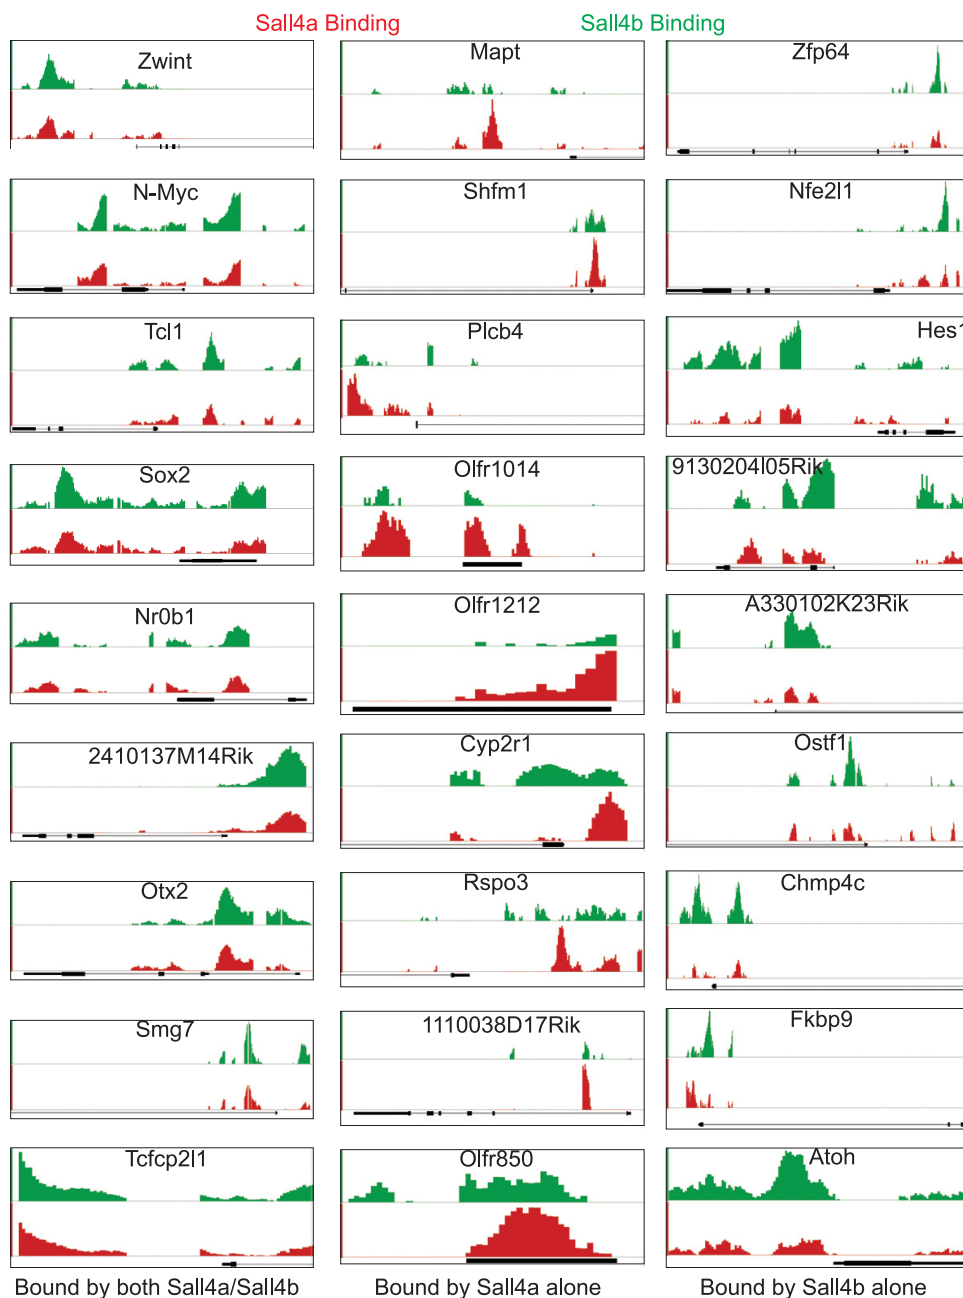 Sall4a Binding Sall4b Binding
Zwint Mapt Zfp64
N-Myc Shfm1 Nfe2l1
Tcl1 Plcb4 Hes1
Sox2 Olfr1014 9130204l05Rik
Nr0b1 Olfr1212 A330102K23Rik
2410137M14Rik Cyp2r1 Ostf1
Otx2 Rspo3 Chmp4c
Smg7 1110038D17Rik Fkbp9
Tcfcp2l1 Olfr850 Atoh
Bound by both Sall4a/Sall4b Bound by Sall4a alone Bound by Sall4b alone